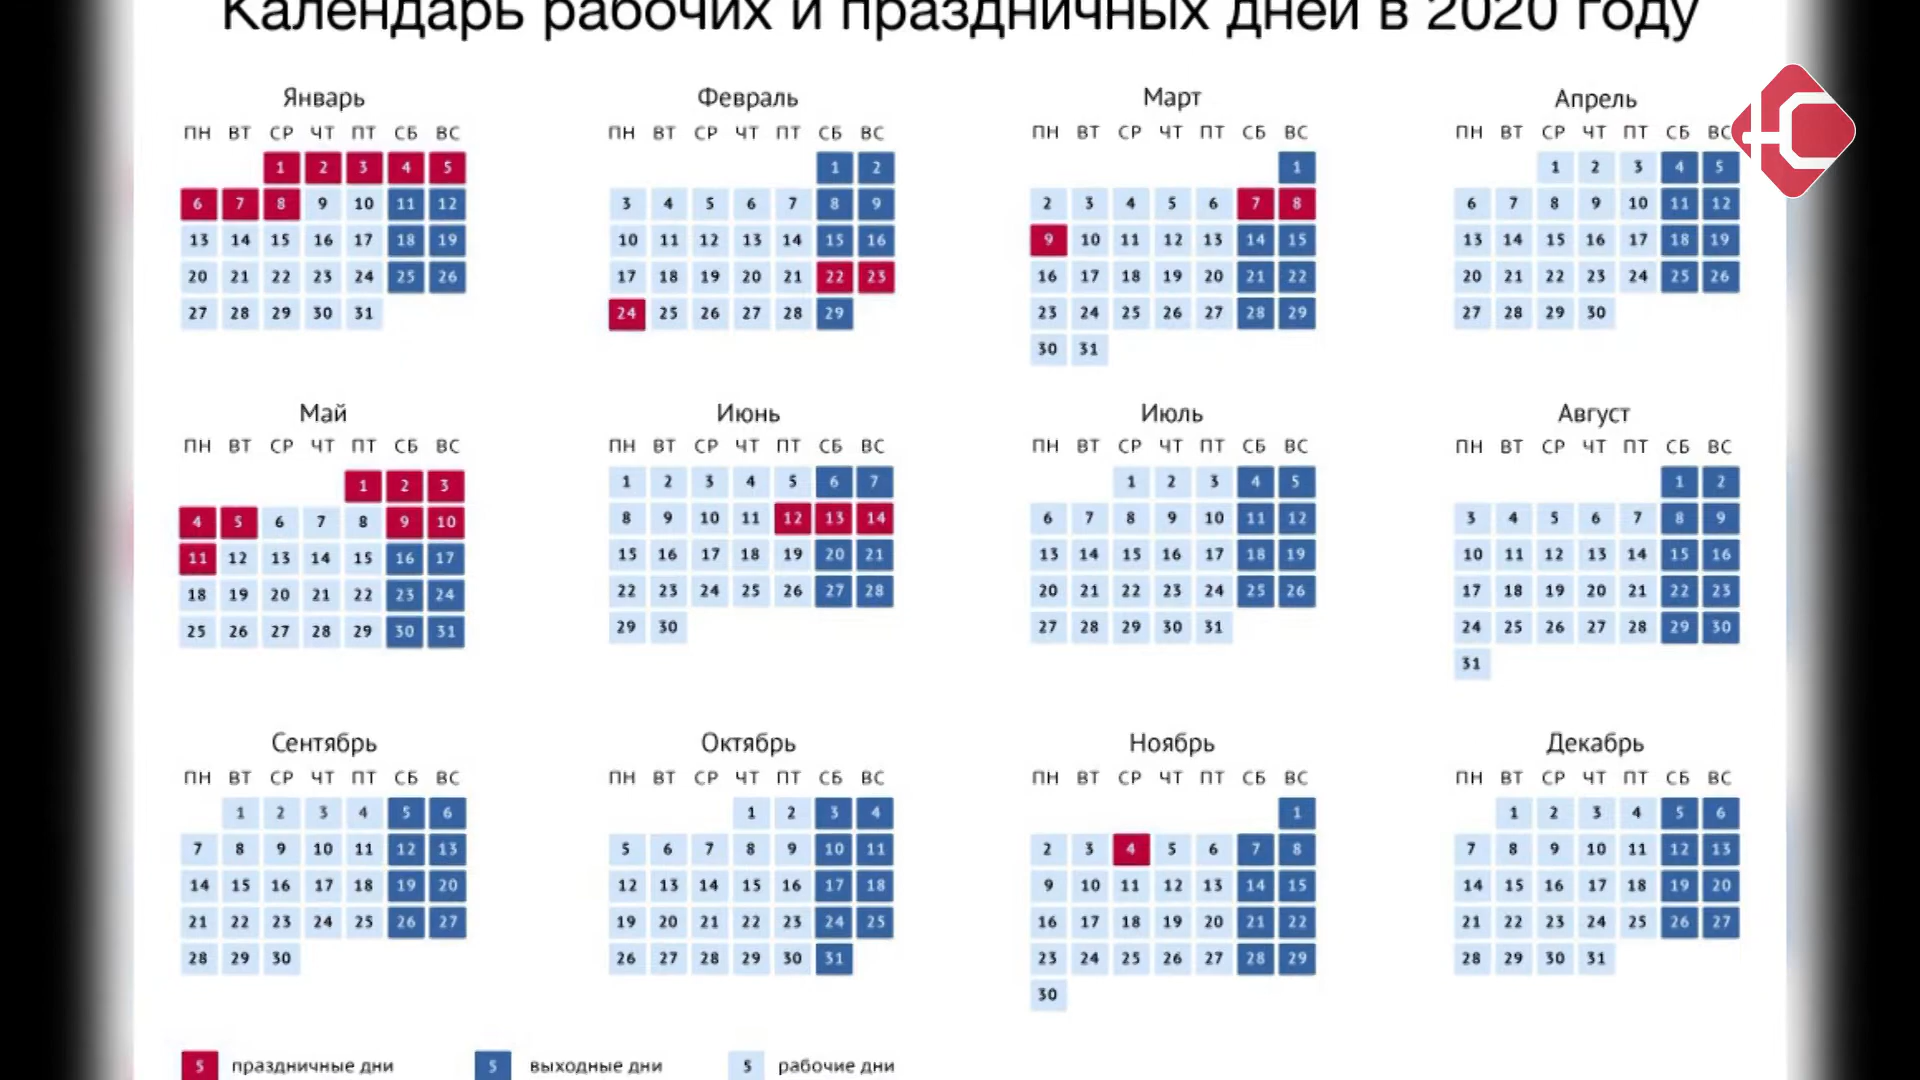 Календарь рабочих и праздничных дней в 2020 году
Январь Февраль Март Апрель
ПН ВТ СР ЧТ ПТ СБ ВС ПН ВТ СР ЧТ ПТ СБ ВС ПН ВТ СР ЧТ ПТ СБ ВС ПН ВТ СР ЧТ ПТ СБ ВС
1 2 3 4 5 1 2 1 1 2 3 4 5
6 7 8 9 10 11 12 3 4 5 6 7 8 9 2 3 4 5 6 7 8 6 7 8 9 10 11 12
13 14 15 16 17 18 19 10 11 12 13 14 15 16 9 10 11 12 13 14 15 13 14 15 16 17 18 19
20 21 22 23 24 25 26 17 18 19 20 21 22 23 16 17 18 19 20 21 22 20 21 22 23 24 25 26
27 28 29 30 31 24 25 26 27 28 29 23 24 25 26 27 28 29 27 28 29 30
30 31
Май Июнь Июль Август
ПН ВТ СР ЧТ ПТ СБ ВС ПН ВТ СР ЧТ ПТ СБ ВС ПН ВТ СР ЧТ ПТ СБ ВС ПН ВТ СР ЧТ ПТ СБ ВС
1 2 3 1 2 3 4 5 6 7 1 2 3 4 5 1 2
4 5 6 7 8 9 10 8 9 10 11 12 13 14 6 7 8 9 10 11 12 3 4 5 6 7 8 9
11 12 13 14 15 16 17 15 16 17 18 19 20 21 13 14 15 16 17 18 19 10 11 12 13 14 15 16
18 19 20 21 22 23 24 22 23 24 25 26 27 28 20 21 22 23 24 25 26 17 18 19 20 21 22 23
25 26 27 28 29 30 31 29 30 27 28 29 30 31 24 25 26 27 28 29 30
31
Сентябрь Октябрь Ноябрь Декабрь
ПН ВТ СР ЧТ ПТ СБ ВС ПН ВТ СР ЧТ ПТ СБ ВС ПН ВТ СР ЧТ ПТ СБ ВС ПН ВТ СР ЧТ ПТ СБ ВС
1 2 3 4 5 6 1 2 3 4 1 1 2 3 4 5 6
7 8 9 10 11 12 13 5 6 7 8 9 10 11 2 3 4 5 6 7 8 7 8 9 10 11 12 13
14 15 16 17 18 19 20 12 13 14 15 16 17 18 9 10 11 12 13 14 15 14 15 16 17 18 19 20
21 22 23 24 25 26 27 19 20 21 22 23 24 25 16 17 18 19 20 21 22 21 22 23 24 25 26 27
28 29 30 26 27 28 29 30 31 23 24 25 26 27 28 29 28 29 30 31
30
5 праздничные дни 5 выходные дни 5 рабочие дни